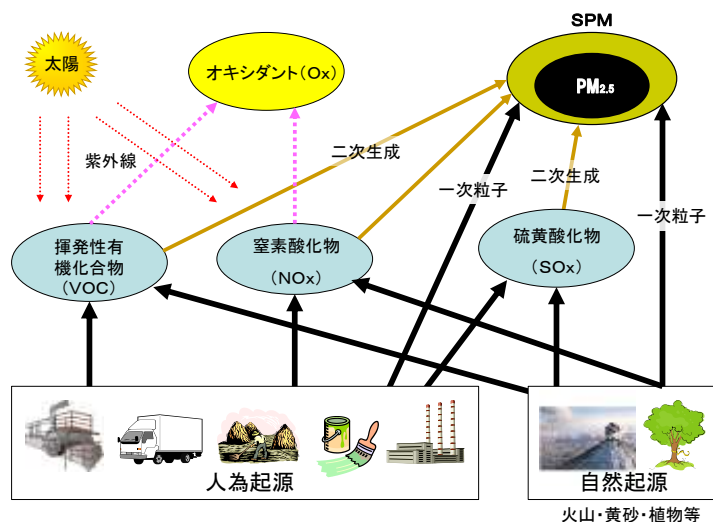 SPM
太陽
オキシダント(Ox)
PM2.5
紫外線
二次生成
一次粒子
二次生成
一次粒子
揮発性有
機化合物
(VOC)
窒素酸化物
(NOx)
硫黄酸化物
(SOx)
人為起源
自然起源
火山・黄砂・植物等